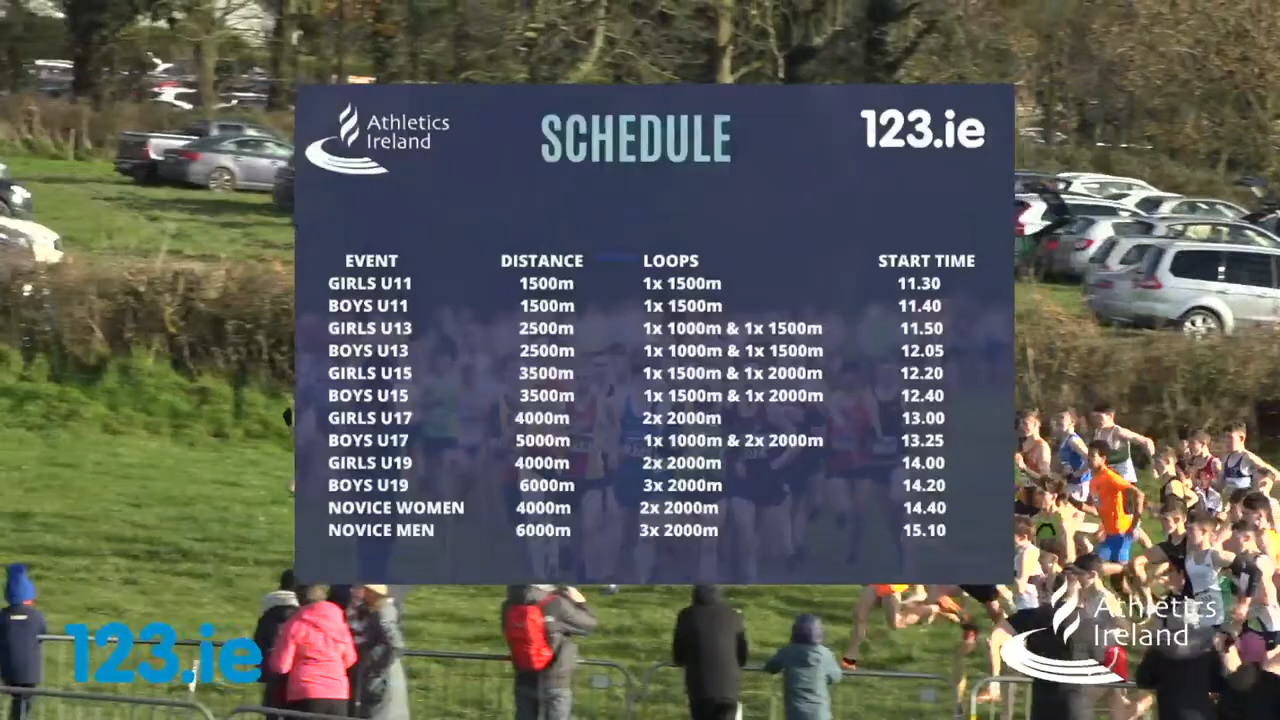 Athletics Ireland
SCHEDULE
123.ie
EVENT DISTANCE LOOPS START TIME
GIRLS U11 1500m 1x 1500m 11.30
BOYS U11 1500m 1x 1500m 11.40
GIRLS U13 2500m 1x 1000m & 1x 1500m 11.50
BOYS U13 2500m 1x 1000m & 1x 1500m 12.05
GIRLS U15 3500m 1x 1500m & 1x 2000m 12.20
BOYS U15 3500m 1x 1500m & 1x 2000m 12.40
GIRLS U17 4000m 2x 2000m 13.00
BOYS U17 5000m 1x 1000m & 2x 2000m 13.25
GIRLS U19 4000m 2x 2000m 14.00
BOYS U19 6000m 3x 2000m 14.20
NOVICE WOMEN 4000m 2x 2000m 14.40
NOVICE MEN 6000m 3x 2000m 15.10
123.ie
Athletics
Ireland